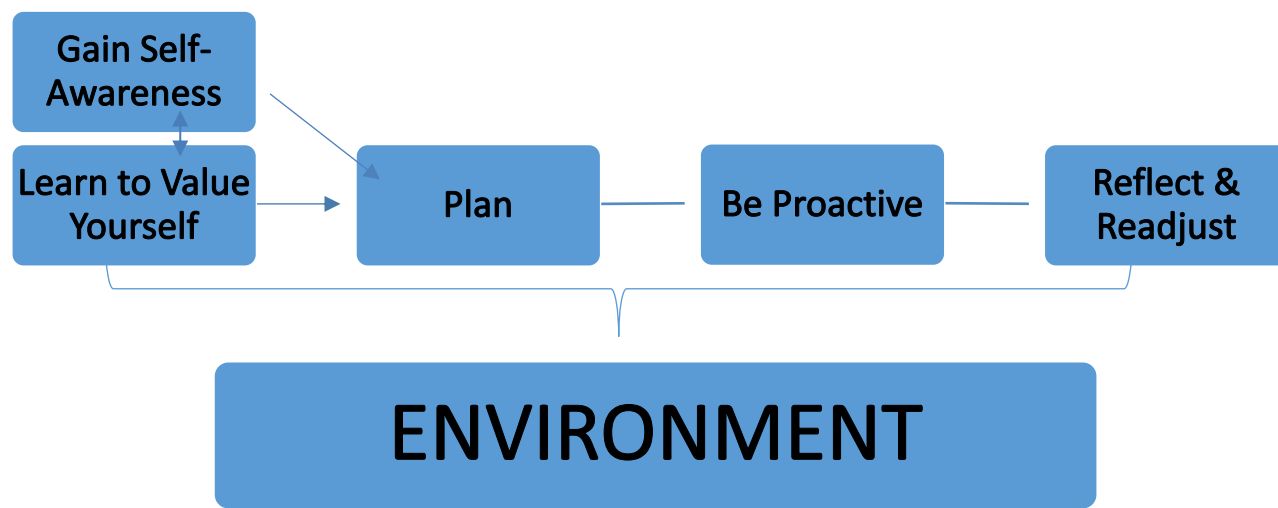 Gain Self-
Awareness
Learn to Value
Yourself
Plan
Be Proactive
Reflect &
Readjust
ENVIRONMENT